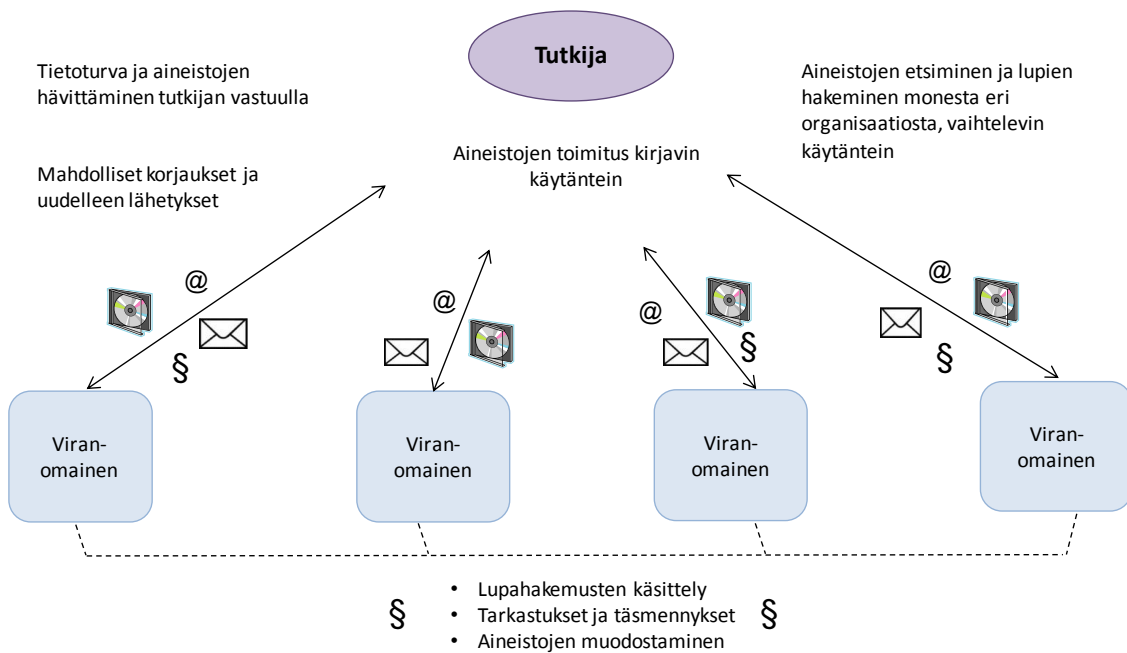 Tutkija
Tietoturva ja aineistojen
hävittäminen tutkijan vastuulla
Aineistojen etsiminen ja lupien
hakeminen monesta eri
organisaatiosta, vaihtelevin
käytäntein
Aineistojen toimitus kirjavin
käytäntein
Mahdolliset korjaukset ja
uudelleen lähetykset
@
§
@
@
§
@
§
Viran-
omainen
Viran-
omainen
Viran-
omainen
Viran-
omainen
§
• Lupahakemusten käsittely
• Tarkastukset ja täsmennykset
• Aineistojen muodostaminen
§